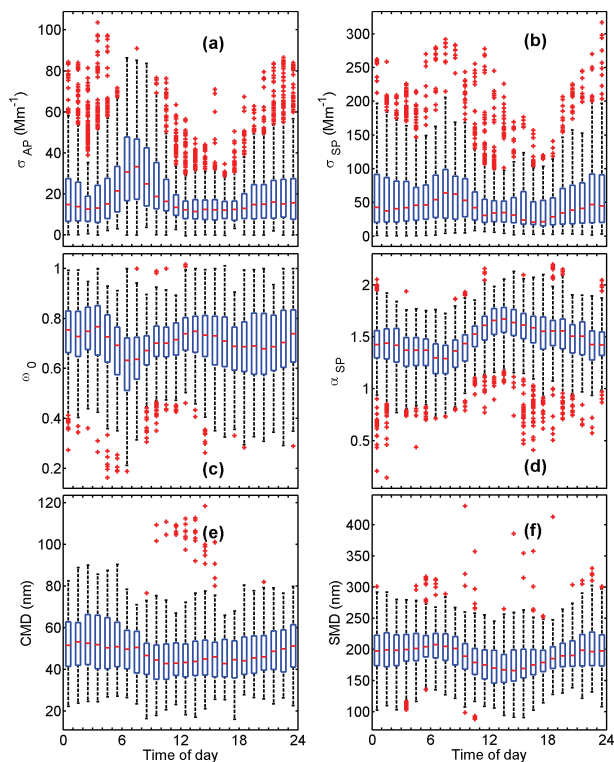 100
80
60
40
20
0
σ AP (Mm-1)
(a)
300
250
200
150
100
50
0
σ SP (Mm-1)
(b)
1
0.8
0.6
0.4
0.2
ω 0
(c)
2
1.5
1
0.5
α SP
(d)
120
100
80
60
40
20
0
CMD (nm)
(e)
0 6 12 18 24
Time of day
400
350
300
250
200
150
100
SMD (nm)
(f)
0 6 12 18 24
Time of day